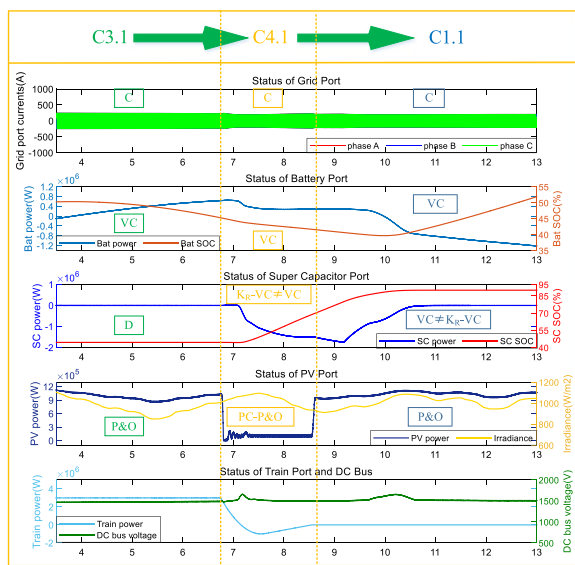 C3.1 C4.1 C1.1
Status of Grid Port
Grid port currents(A)
1000
500
0
-500
-1000
C C C
phase A phase B phase C
4 5 6 7 8 9 10 11 12 13
Status of Battery Port
×10⁶
Bat power(W)
1.2
0.8
0.4
0
-0.4
-0.8
-1.2
VC VC VC
Bat power Bat SOC
55
50
45
40
35
Bat SOC(%)
4 5 6 7 8 9 10 11 12 13
Status of Super Capacitor Port
×10⁶
SC power(W)
1
0
-1
-2
D
K_R-VC≠VC
VC≠K_R-VC
SC power SC SOC
95
85
70
55
40
SC SOC(%)
4 5 6 7 8 9 10 11 12 13
Status of PV Port
×10⁵
PV power(W)
12
9
6
3
0
P&O PC-P&O P&O
PV power Irradiance
1200
1000
800
600
Irradiance(W/m2)
4 5 6 7 8 9 10 11 12 13
Status of Train Port and DC Bus
×10⁶
Train power(W)
4
2
0
-2
Train power
DC bus voltage
2000
1500
1000
500
DC bus voltage(V)
4 5 6 7 8 9 10 11 12 13